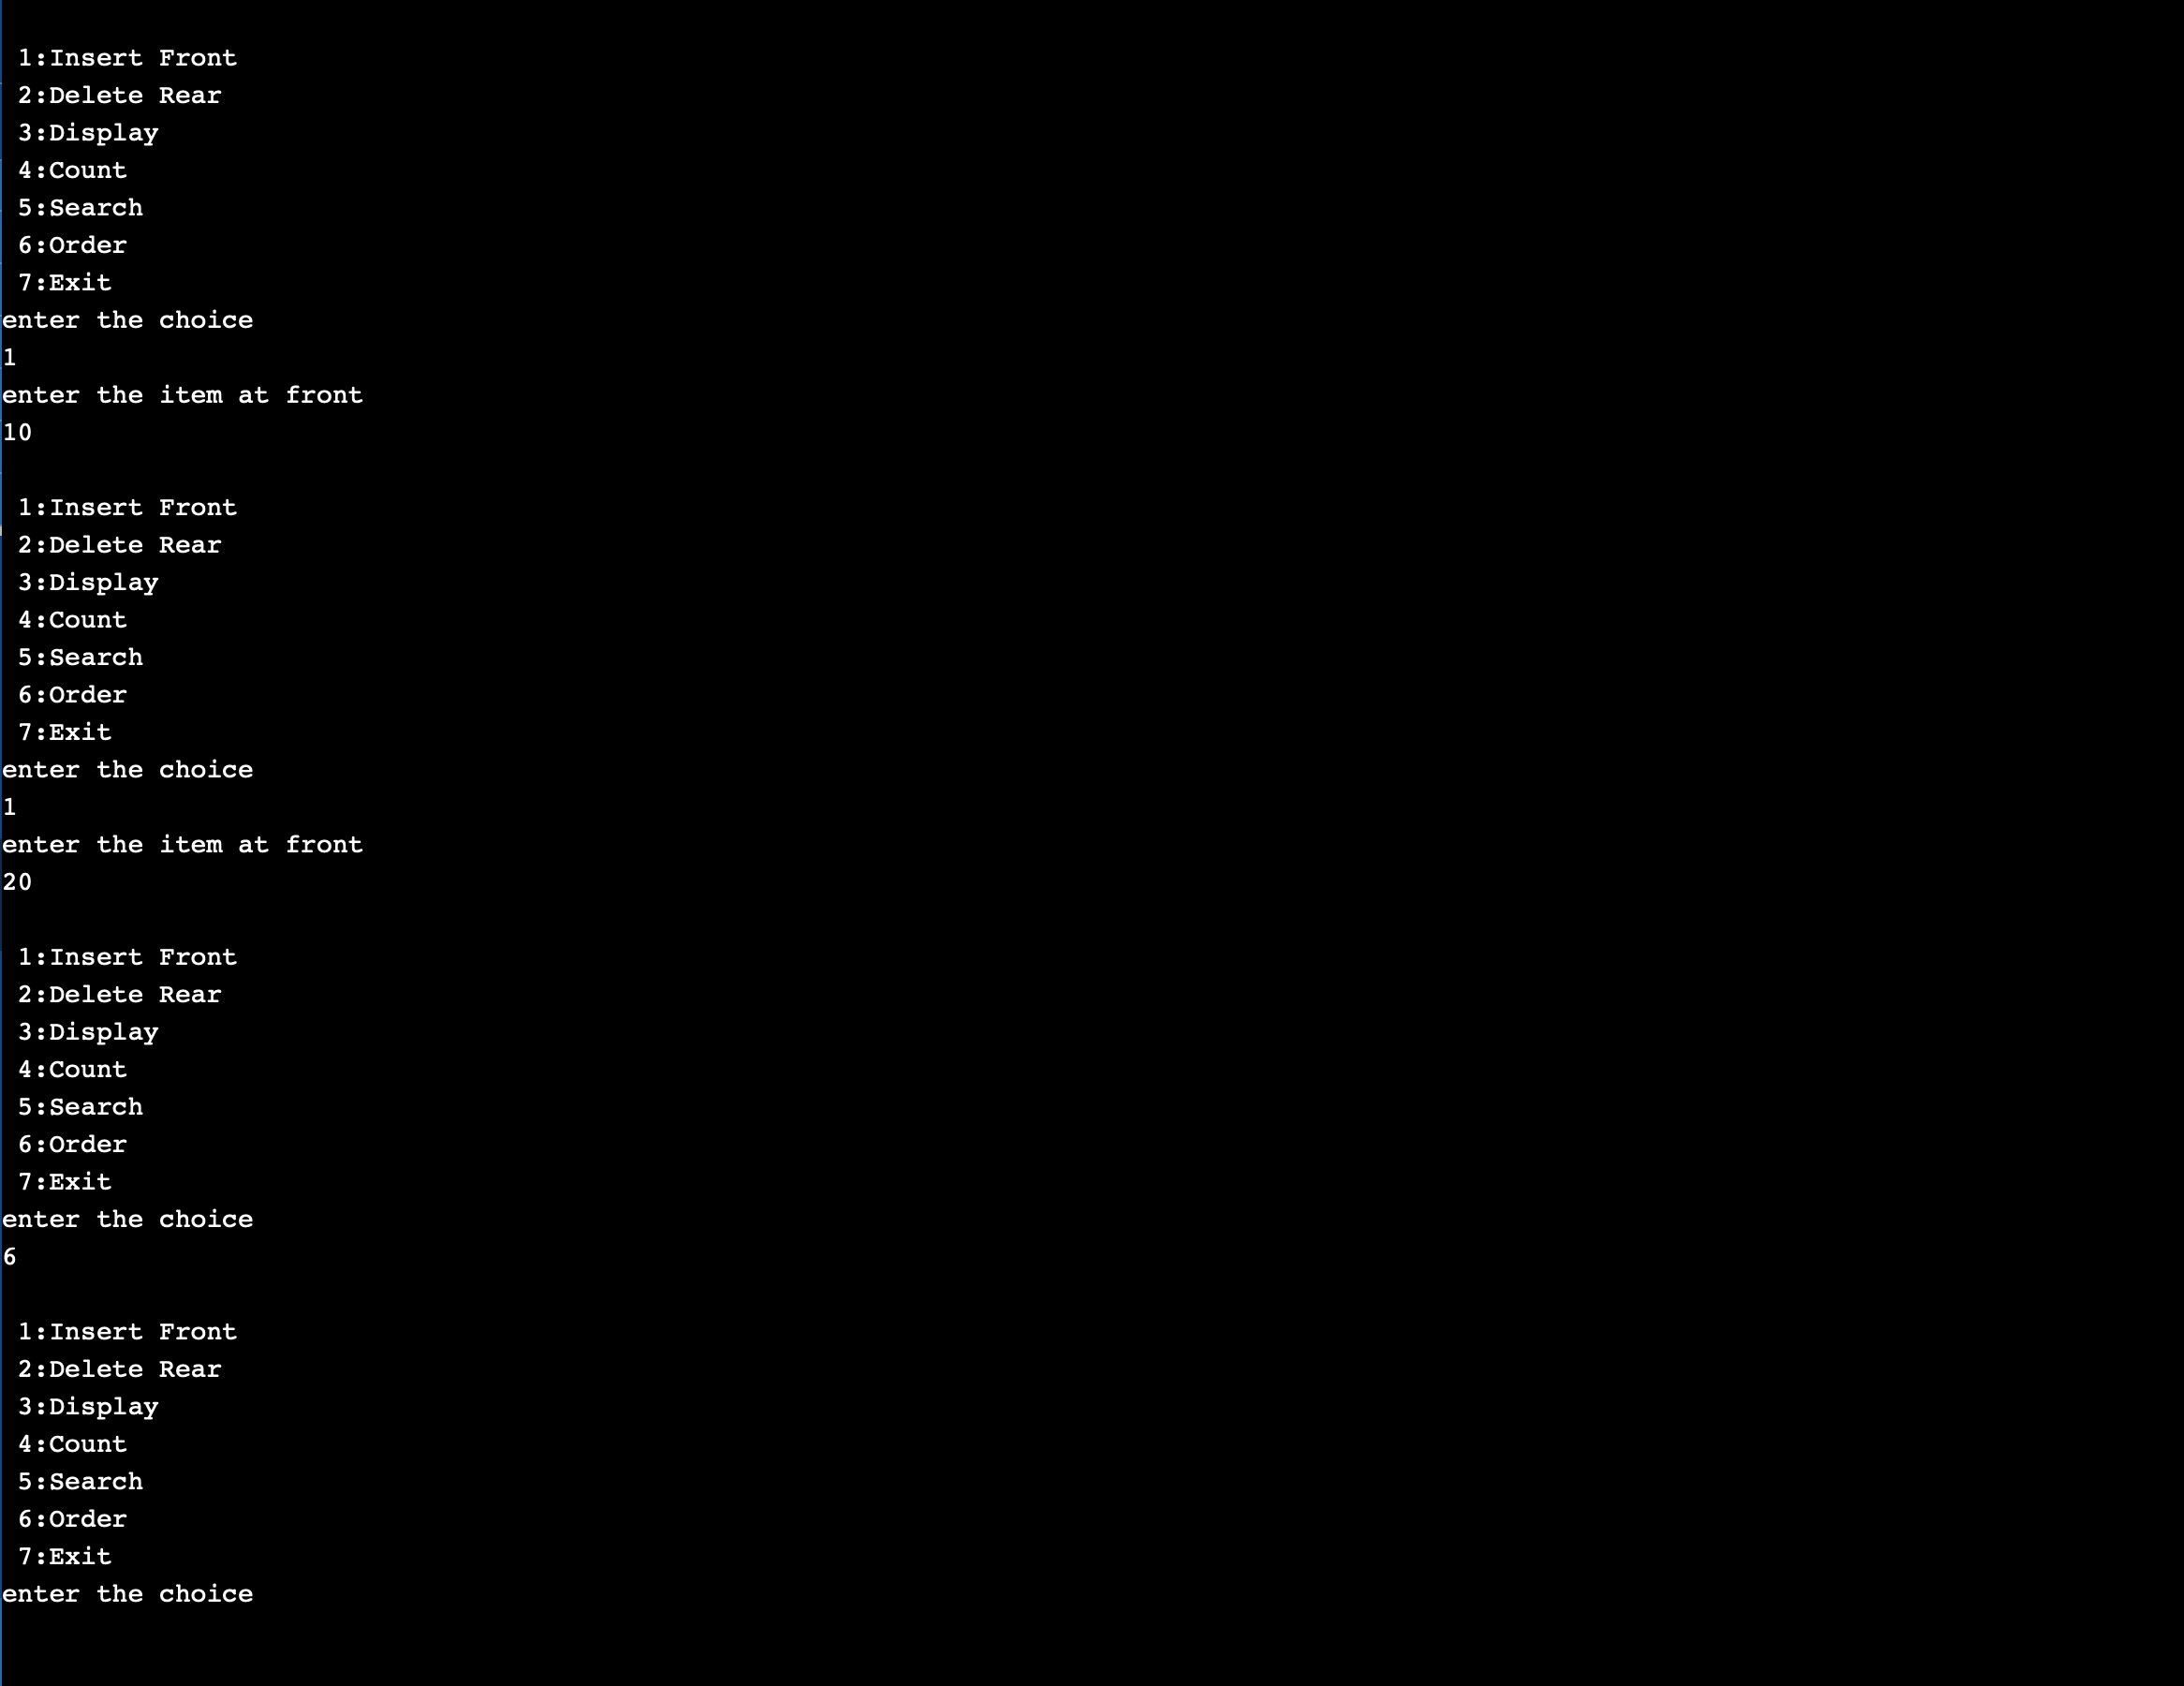 1:Insert Front
2:Delete Rear
3:Display
4:Count
5:Search
6:Order
7:Exit
enter the choice
1
enter the item at front
10
1:Insert Front
2:Delete Rear
3:Display
4:Count
5:Search
6:Order
7:Exit
enter the choice
1
enter the item at front
20
1:Insert Front
2:Delete Rear
3:Display
4:Count
5:Search
6:Order
7:Exit
enter the choice
6
1:Insert Front
2:Delete Rear
3:Display
4:Count
5:Search
6:Order
7:Exit
enter the choice